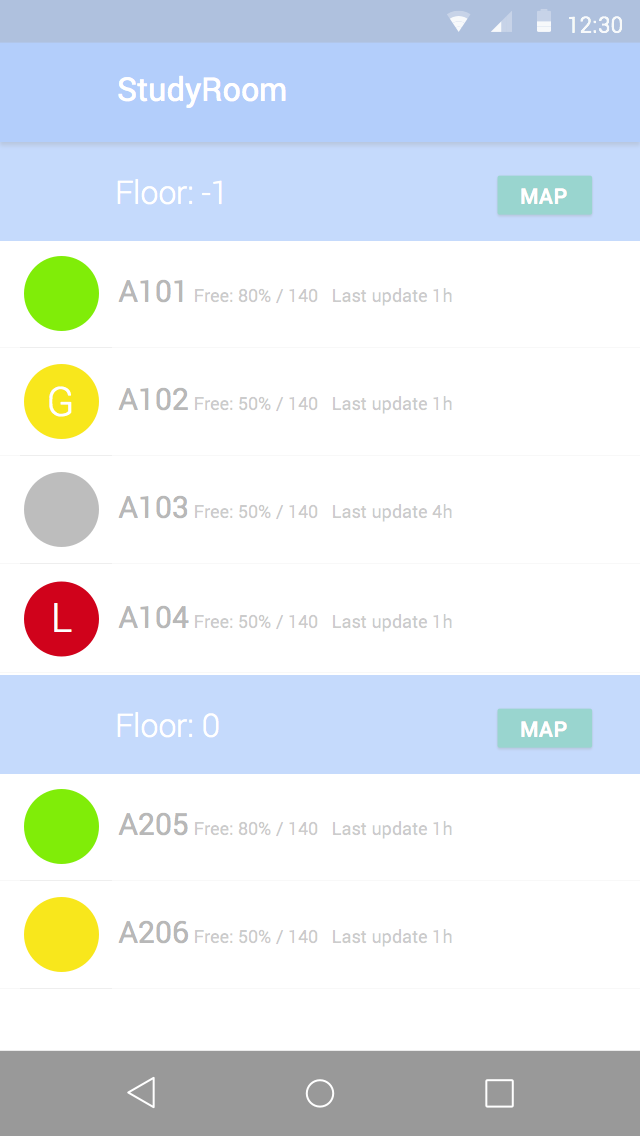 12:30
StudyRoom
Floor: -1 MAP
A101 Free: 80% / 140 Last update 1h
G A102 Free: 50% / 140 Last update 1h
A103 Free: 50% / 140 Last update 4h
L A104 Free: 50% / 140 Last update 1h
Floor: 0 MAP
A205 Free: 80% / 140 Last update 1h
A206 Free: 50% / 140 Last update 1h